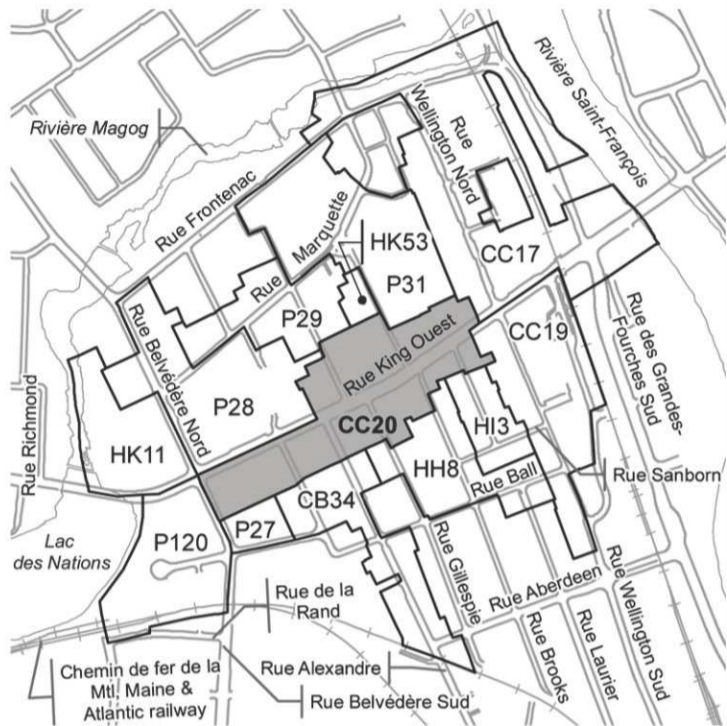 Rivière Magog
Rue Frontenac
Rue
Wellington Nord
Rivière Saint-François
Rue
Marquette
HK53
P31
CC17
P29
Rue King Ouest
CC19
Rue Belvédère Nord
P28
CC20
HI3
Rue des Grandes-
Fourches Sud
Rue Richmond
HK11
HH8
Rue Ball
Rue Sanborn
CB34
P27
Lac
des Nations
P120
Rue Gillespie
Rue Aberdeen
Rue de la
Rand
Rue Brooks
Rue Laurier
Rue Wellington Sud
Chemin de fer de la
Mtl. Maine &
Atlantic railway
Rue Alexandre
Rue Belvédère Sud